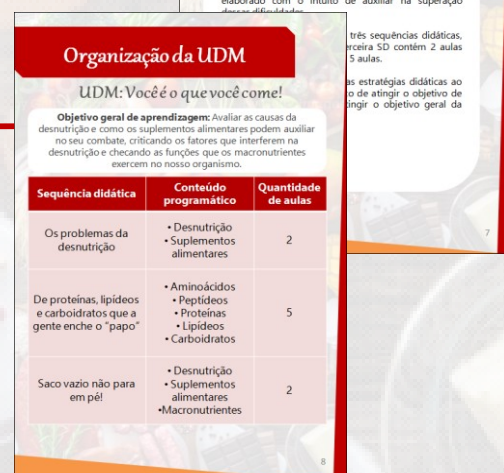 elaborado com o intuito de auxiliar na superação
dessas dificuldades.
três sequências didáticas,
terceira SD contém 2 aulas
5 aulas.
as estratégias didáticas ao
o de atingir o objetivo de
tingir o objetivo geral da
7
Organização da UDM
UDM: Você é o que você come!
Objetivo geral de aprendizagem: Avaliar as causas da
desnutrição e como os suplementos alimentares podem auxiliar
no seu combate, criticando os fatores que interferem na
desnutrição e checando as funções que os macronutrientes
exercem no nosso organismo.
Sequência didática
Conteúdo
programático
Quantidade
de aulas
Os problemas da
desnutrição
• Desnutrição
• Suplementos
alimentares
2
De proteínas, lipídeos
e carboidratos que a
gente enche o "papo"
• Aminoácidos
• Peptídeos
• Proteínas
• Lipídeos
• Carboidratos
5
Saco vazio não para
em pé!
• Desnutrição
• Suplementos
alimentares
•Macronutrientes
2
8